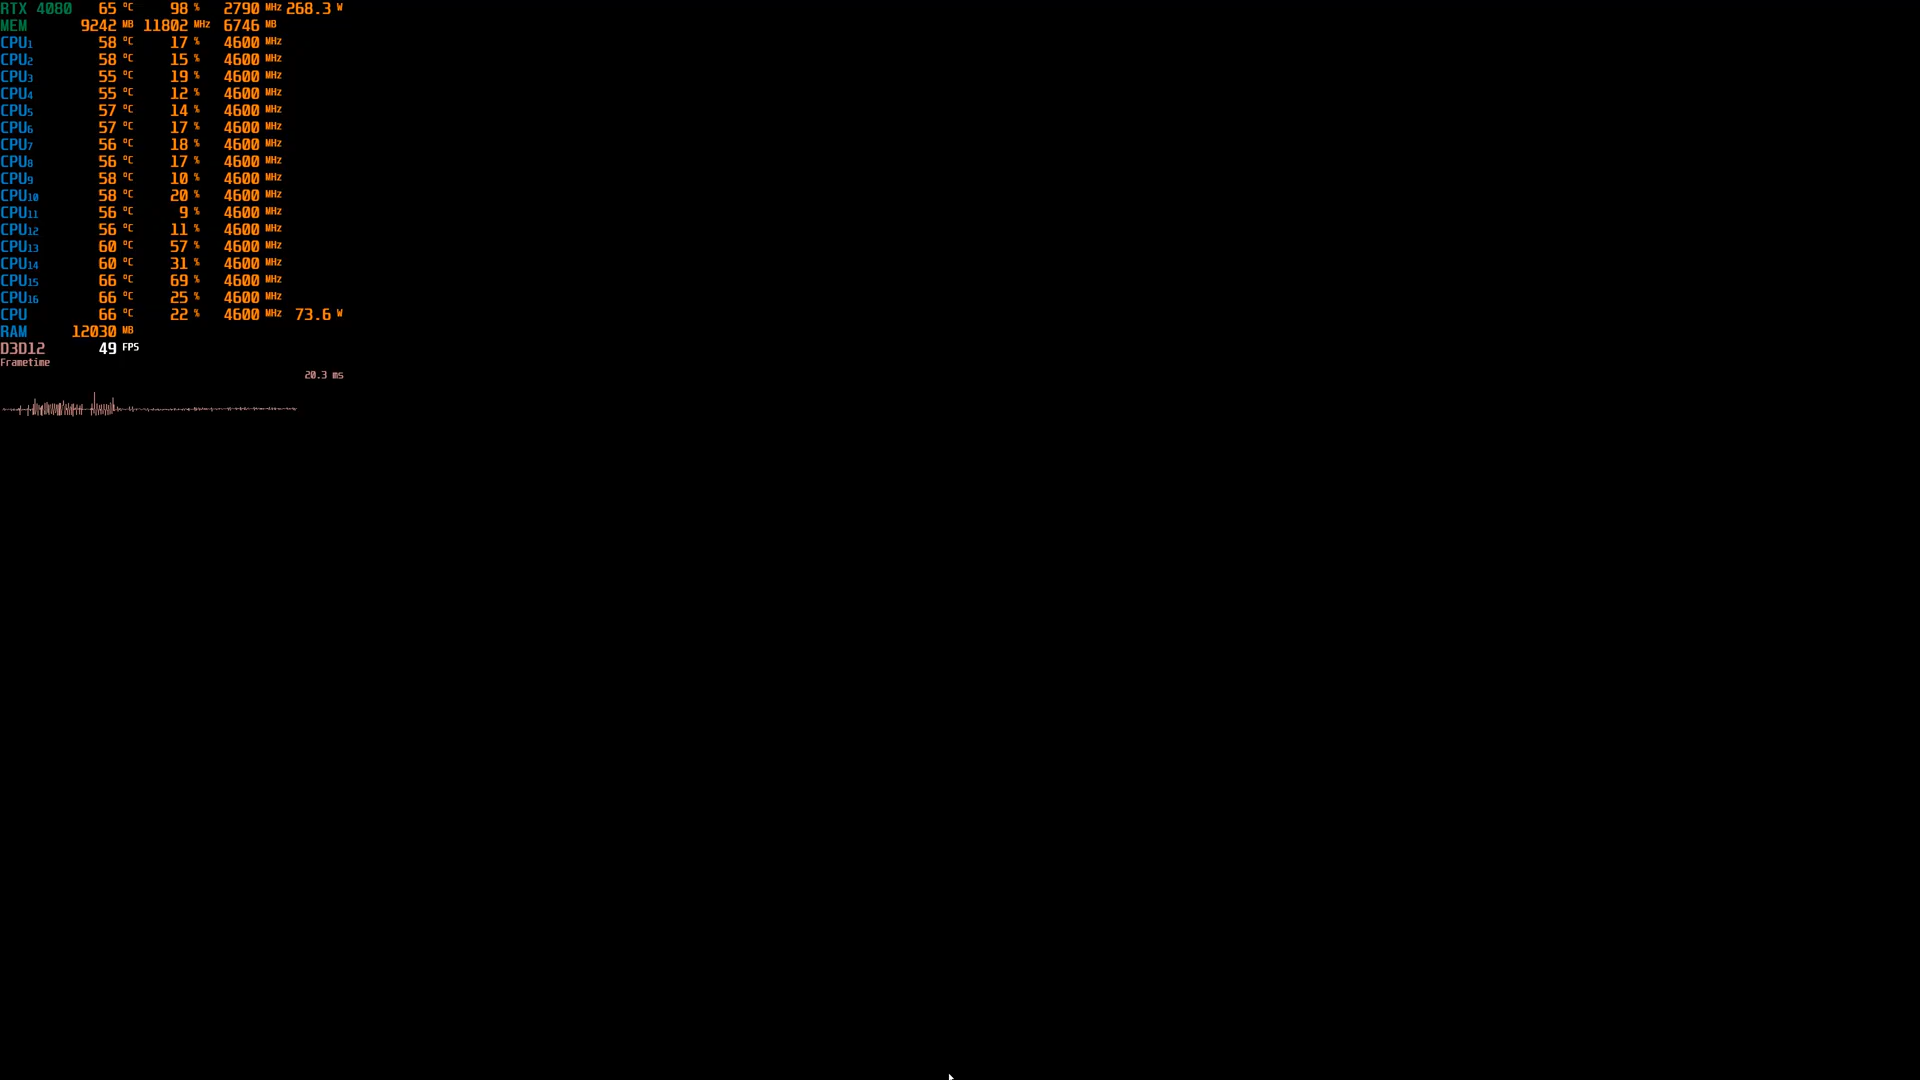 RTX 4080 65 °C 98 % 2790 MHz 268.3 W
MEM 9242 MB 11802 MHz 6746 MB
CPU1 58 °C 17 % 4600 MHz
CPU2 58 °C 15 % 4600 MHz
CPU3 55 °C 19 % 4600 MHz
CPU4 55 °C 12 % 4600 MHz
CPU5 57 °C 14 % 4600 MHz
CPU6 57 °C 17 % 4600 MHz
CPU7 56 °C 18 % 4600 MHz
CPU8 56 °C 17 % 4600 MHz
CPU9 58 °C 10 % 4600 MHz
CPU10 58 °C 20 % 4600 MHz
CPU11 56 °C 9 % 4600 MHz
CPU12 56 °C 11 % 4600 MHz
CPU13 60 °C 57 % 4600 MHz
CPU14 60 °C 31 % 4600 MHz
CPU15 66 °C 69 % 4600 MHz
CPU16 66 °C 25 % 4600 MHz
CPU 66 °C 22 % 4600 MHz 73.6 W
RAM 12030 MB
D3D12 49 FPS
Frametime
20.3 ms